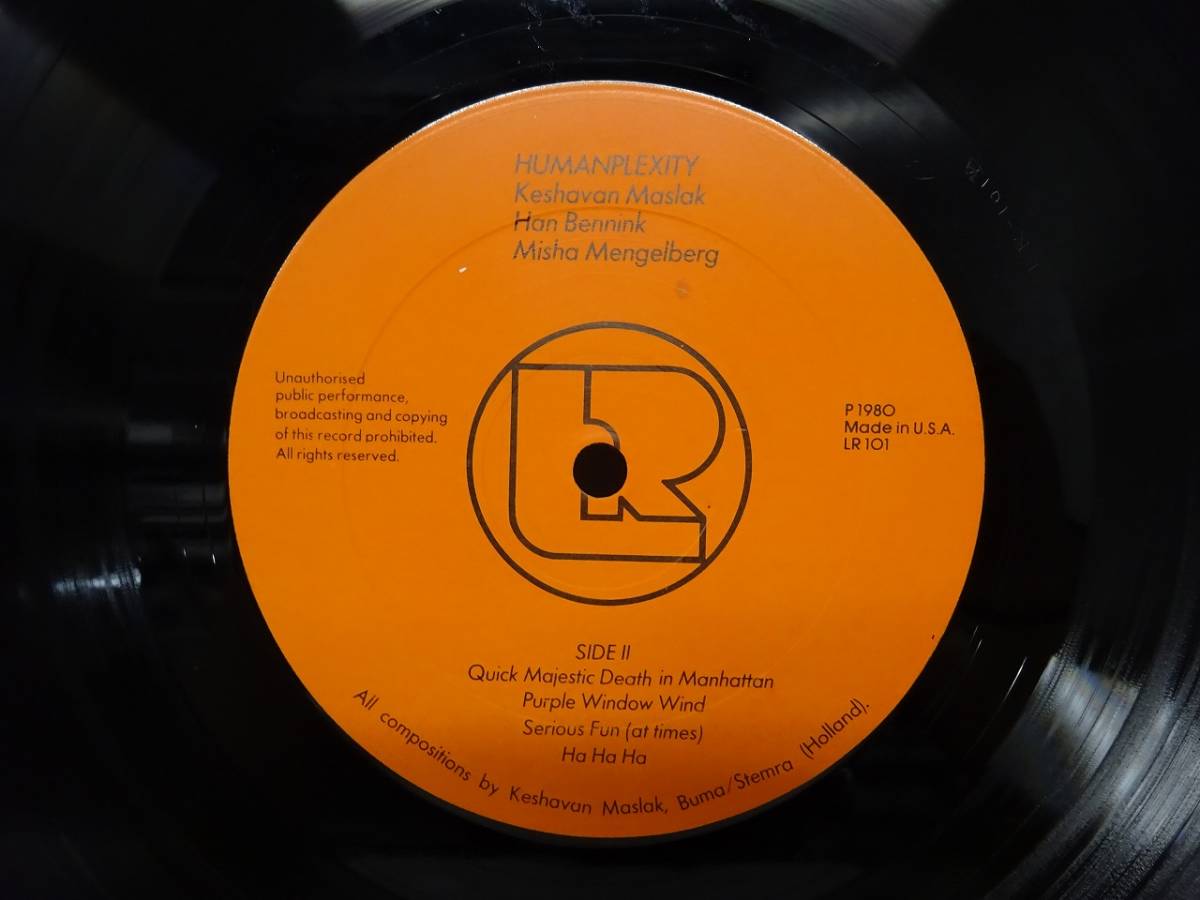 HUMANPLEXITY
Keshavan Maslak
Han Bennink
Misha Mengelberg
Unauthorised
public performance,
broadcasting and copying
of this record prohibited.
All rights reserved.
P 1980
Made in U.S.A.
LR 101
SIDE II
Quick Majestic Death in Manhattan
Purple Window Wind
Serious Fun (at times)
Ha Ha Ha
All compositions by Keshavan Maslak, Buma/Stemra (Holland).